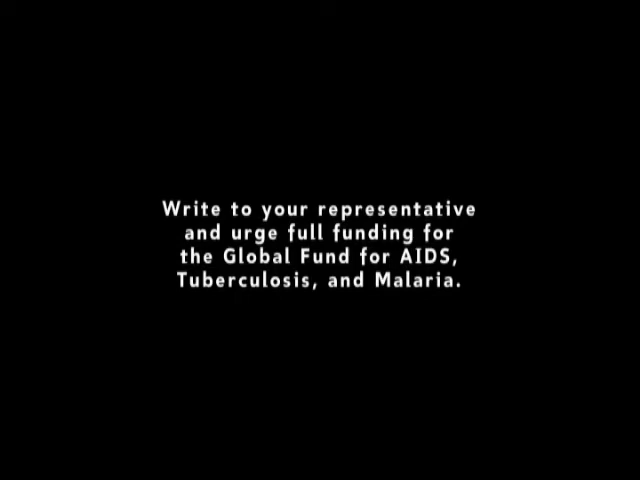 Write to your representative
and urge full funding for
the Global Fund for AIDS,
Tuberculosis, and Malaria.